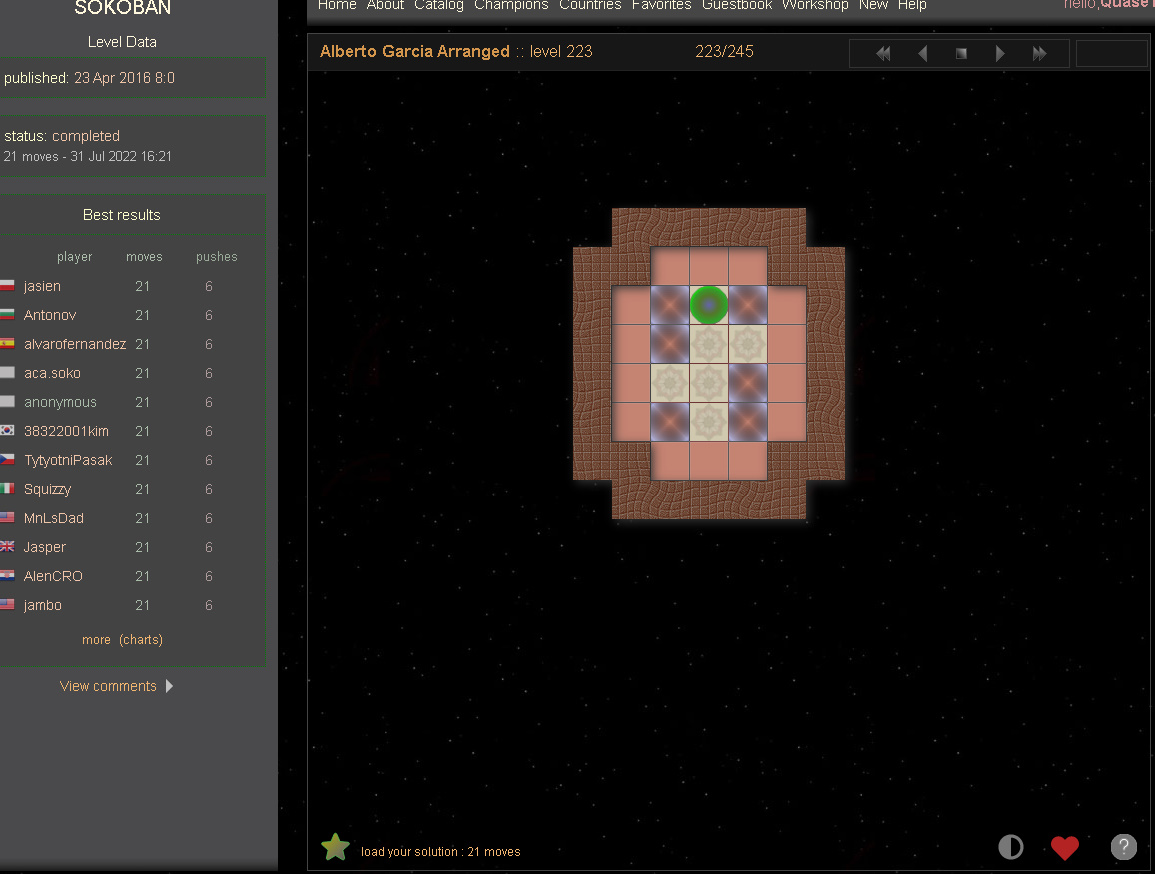 SOKOBAN
Level Data
published: 23 Apr 2016 8:0
status: completed
21 moves - 31 Jul 2022 16:21
Best results
player moves pushes
jasien 21 6
Antonov 21 6
alvarofernandez 21 6
aca.soko 21 6
anonymous 21 6
38322001kim 21 6
TytyotniPasak 21 6
Squizzy 21 6
MnLsDad 21 6
Jasper 21 6
AlenCRO 21 6
jambo 21 6
more (charts)
View comments
Home About Catalog Champions Countries Favorites Guestbook Workshop New Help
hello,
Alberto Garcia Arranged :: level 223 223/245
load your solution : 21 moves
?